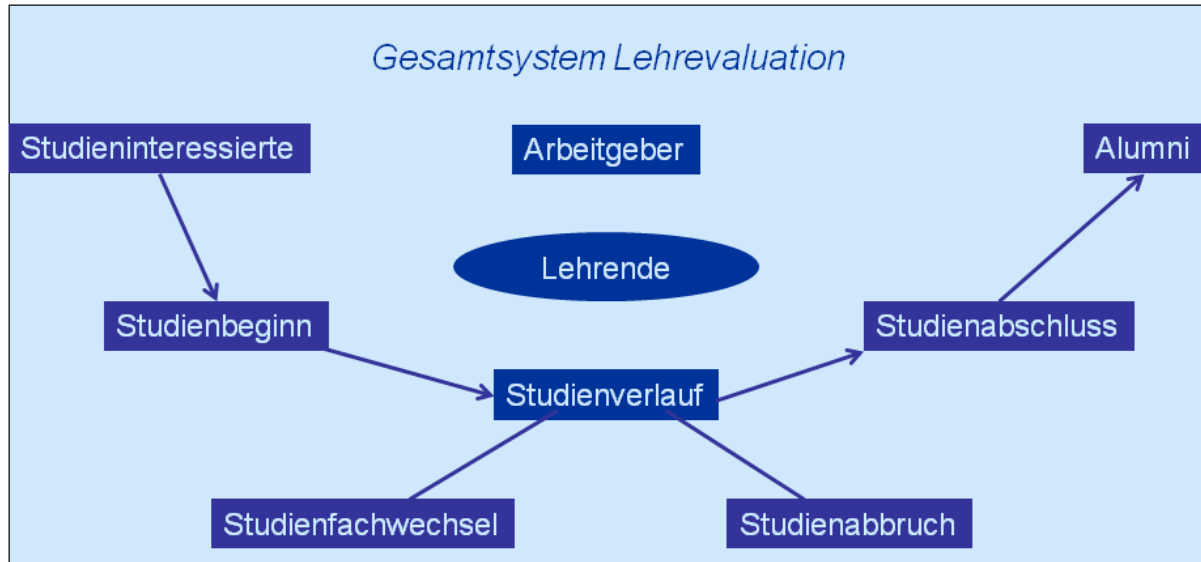 Gesamtsystem Lehrevaluation
Studieninteressierte
Arbeitgeber
Alumni
Lehrende
Studienbeginn
Studienabschluss
Studienverlauf
Studienfachwechsel
Studienabbruch